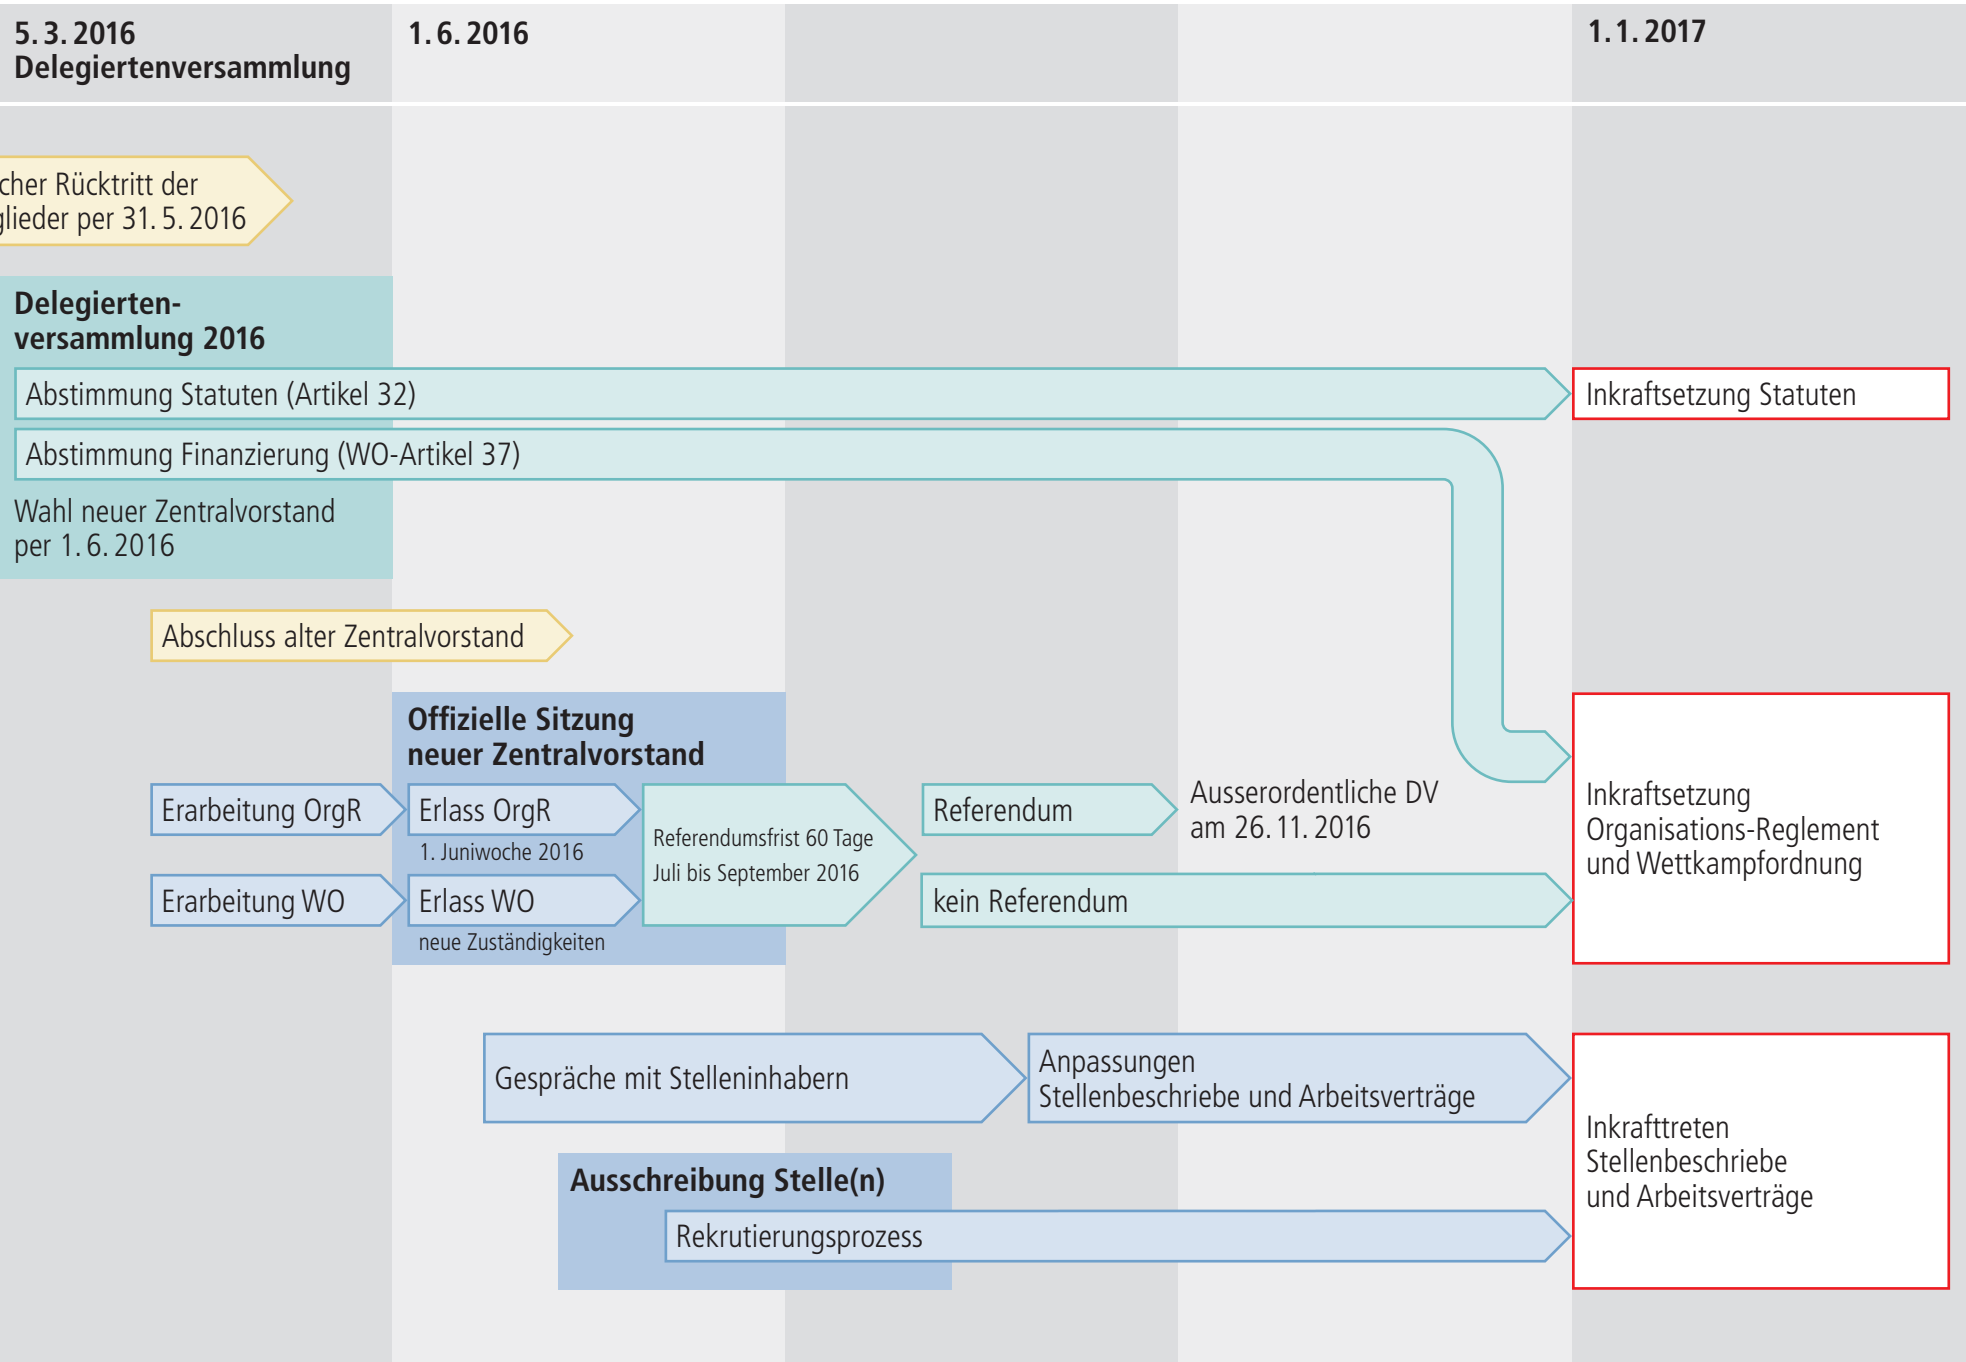 5. 3. 2016
Delegiertenversammlung
1. 6. 2016
1. 1. 2017
cher Rücktritt der
glieder per 31. 5. 2016
Delegierten-
versammlung 2016
Abstimmung Statuten (Artikel 32)
Inkraftsetzung Statuten
Abstimmung Finanzierung (WO-Artikel 37)
Wahl neuer Zentralvorstand
per 1. 6. 2016
Abschluss alter Zentralvorstand
Offizielle Sitzung
neuer Zentralvorstand
Erarbeitung OrgR
Erlass OrgR
1. Juniwoche 2016
Erarbeitung WO
Erlass WO
neue Zuständigkeiten
Referendumsfrist 60 Tage
Juli bis September 2016
Referendum
Ausserordentliche DV
am 26. 11. 2016
kein Referendum
Inkraftsetzung
Organisations-Reglement
und Wettkampfordnung
Gespräche mit Stelleninhabern
Anpassungen
Stellenbeschriebe und Arbeitsverträge
Ausschreibung Stelle(n)
Rekrutierungsprozess
Inkrafttreten
Stellenbeschriebe
und Arbeitsverträge